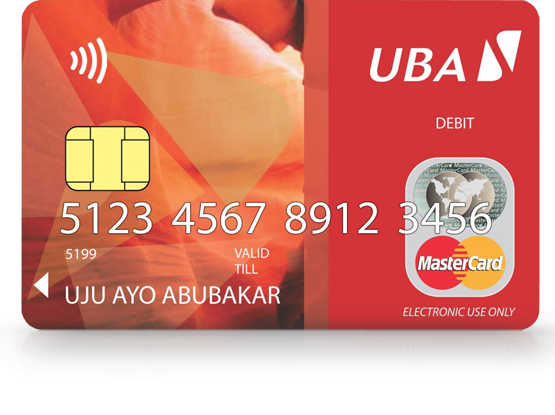 UBA
DEBIT
5123 4567 8912 3456
5199
VALID
TILL
MasterCard
UJU AYO ABUBAKAR
ELECTRONIC USE ONLY